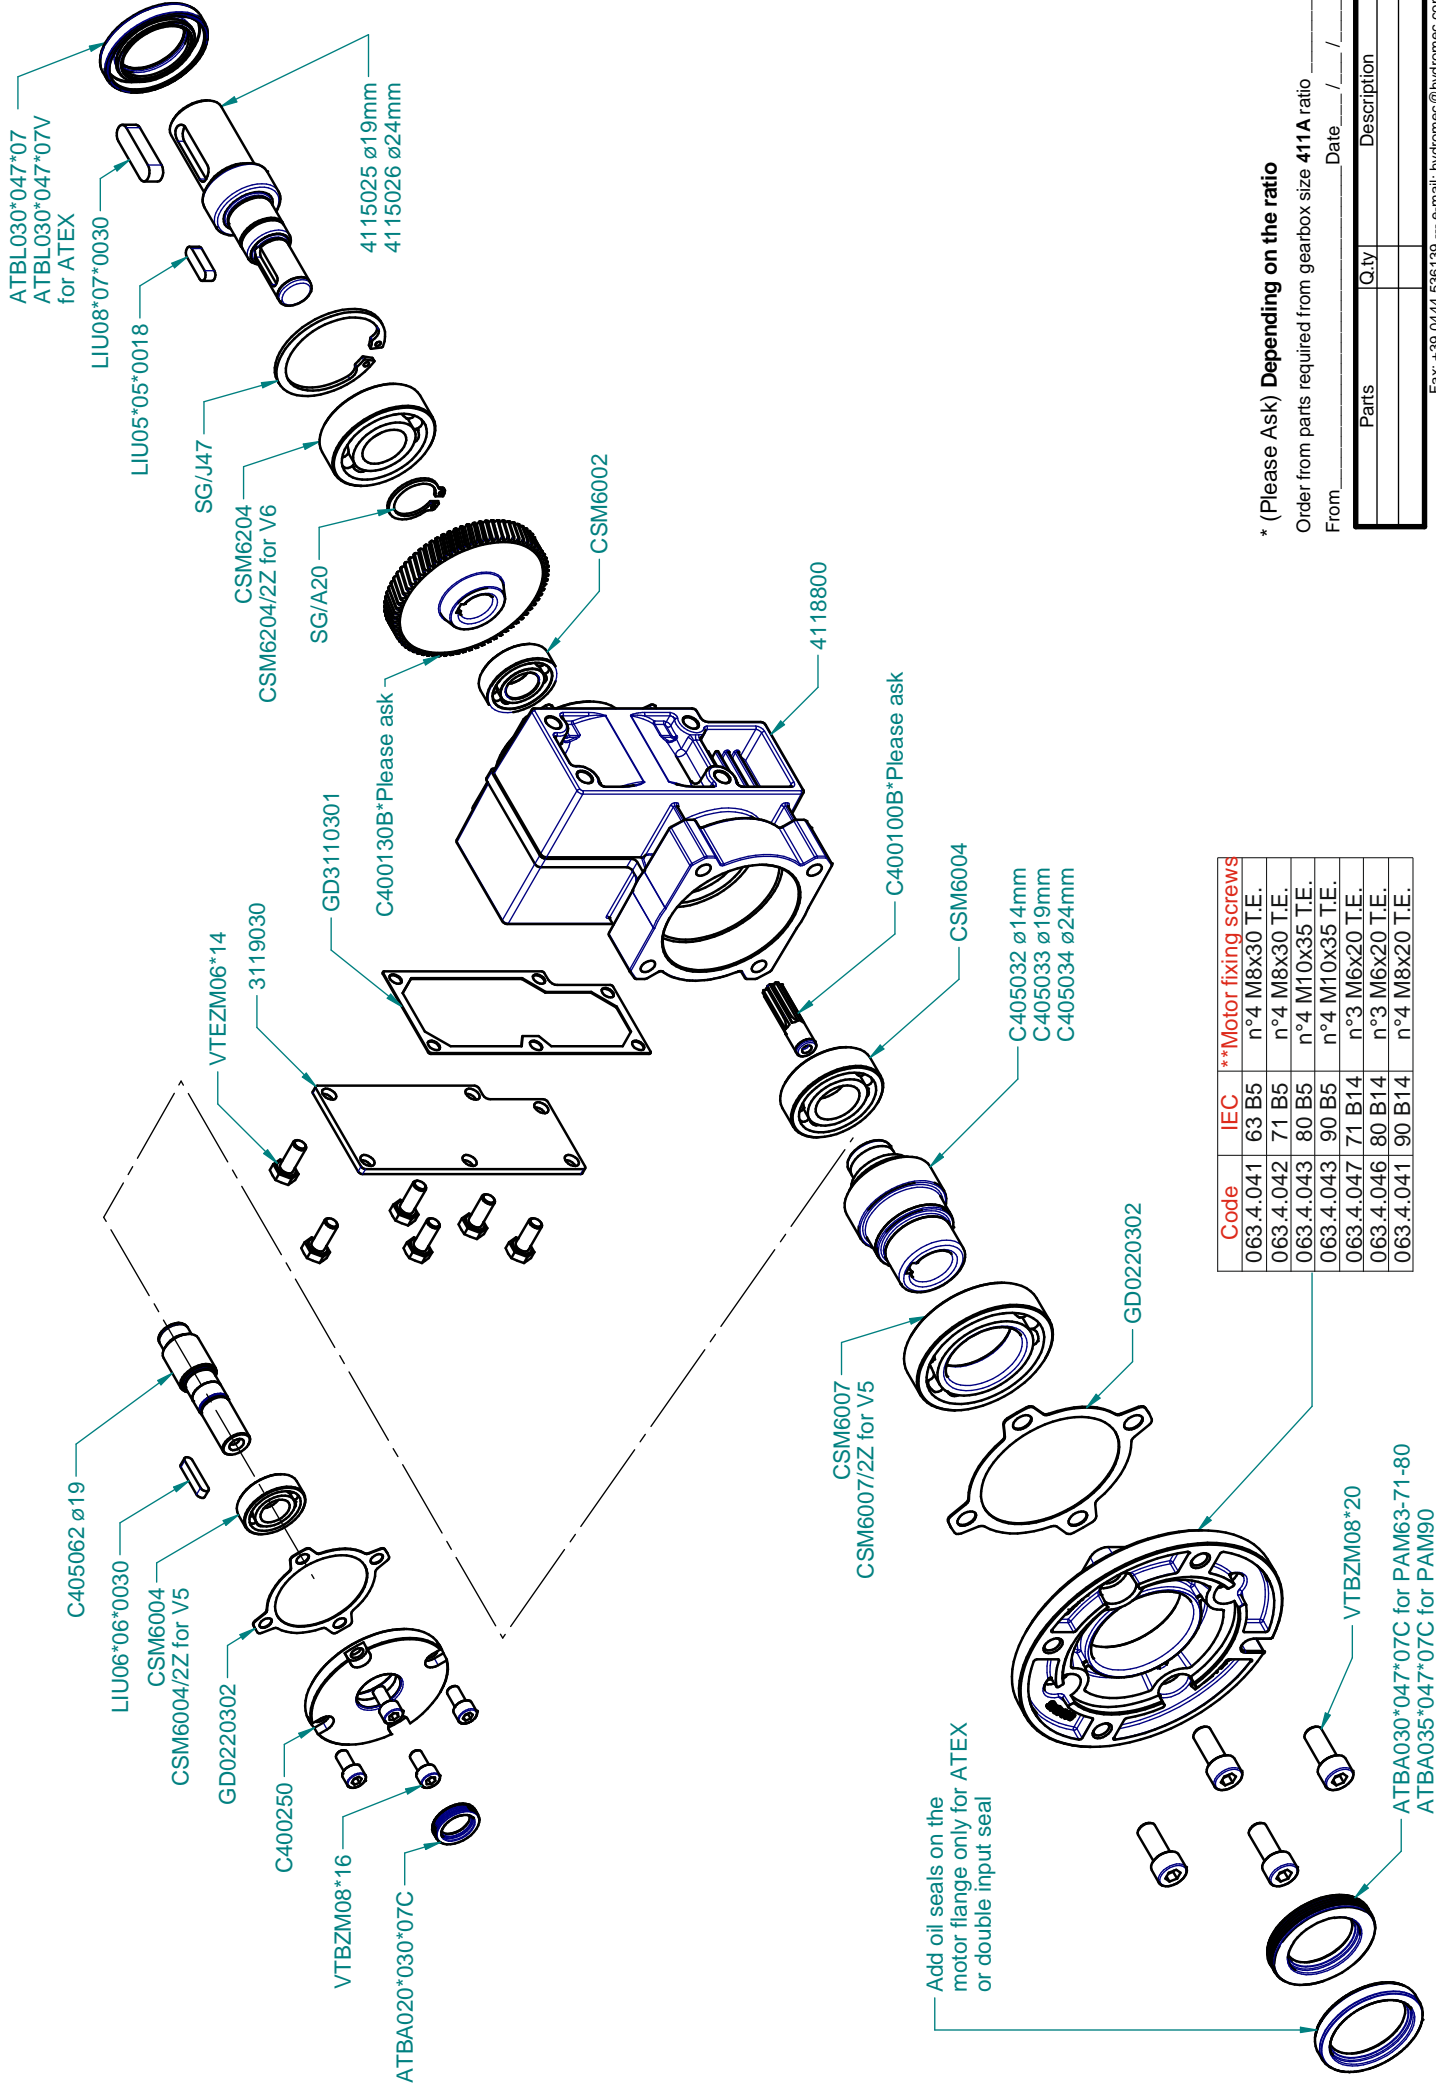 ATBL030*047*07
ATBL030*047*07V
for ATEX
LIU08*07*0030
LIU05*05*0018
4115025 ø19mm
4115026 ø24mm
SG/J47
CSM6204
CSM6204/2Z for V6
SG/A20
CSM6002
C400130B*Please ask
4118800
GD3110301
C400100B*Please ask
3119030
VTEZM06*14
CSM6004
C405032 ø14mm
C405033 ø19mm
C405034 ø24mm
C405062 ø19
LIU06*06*0030
CSM6004
CSM6004/2Z for V5
GD0220302
C400250
VTBZM08*16
ATBA020*030*07C
CSM6007
CSM6007/2Z for V5
GD0220302
Add oil seals on the
motor flange only for ATEX
or double input seal
VTBZM08*20
ATBA030*047*07C for PAM63-71-80
ATBA035*047*07C for PAM90
Code IEC **Motor fixing screws
063.4.041 63 B5 n°4 M8x30 T.E.
063.4.042 71 B5 n°4 M8x30 T.E.
063.4.043 80 B5 n°4 M10x35 T.E.
063.4.043 90 B5 n°4 M10x35 T.E.
063.4.047 71 B14 n°3 M6x20 T.E.
063.4.046 80 B14 n°3 M6x20 T.E.
063.4.041 90 B14 n°4 M8x20 T.E.
* (Please Ask) Depending on the ratio
Order from parts required from gearbox size 411A ratio
From Date / /
Parts Q.ty Description
Fax: +39 0444 536139 or e-mail: